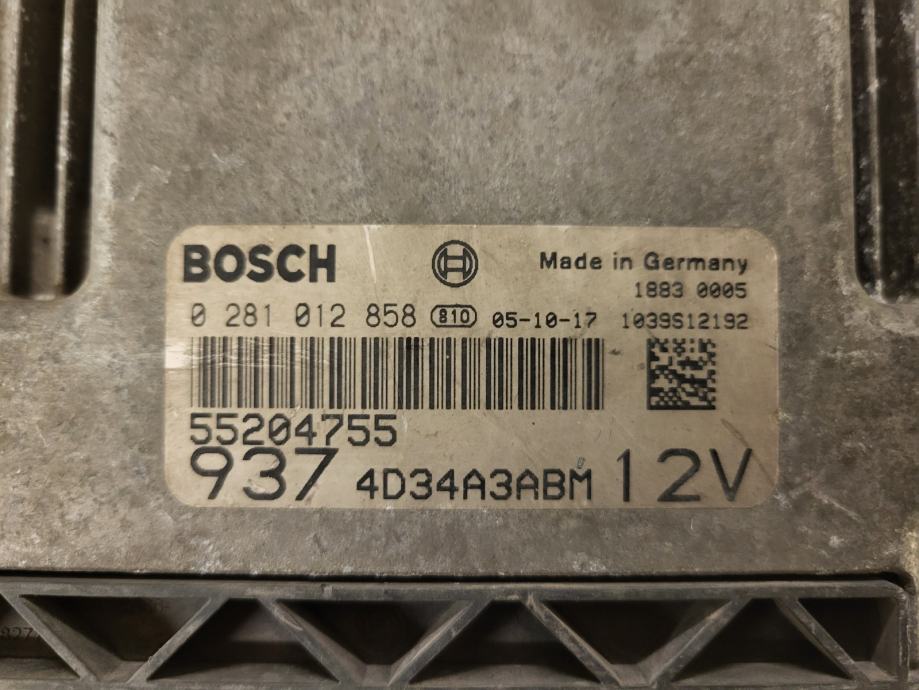 BOSCH
Made in Germany
1883 0005
0 281 012 858 810 05-10-17 1039S12192
55204755
937 4D34A3ABM 12V